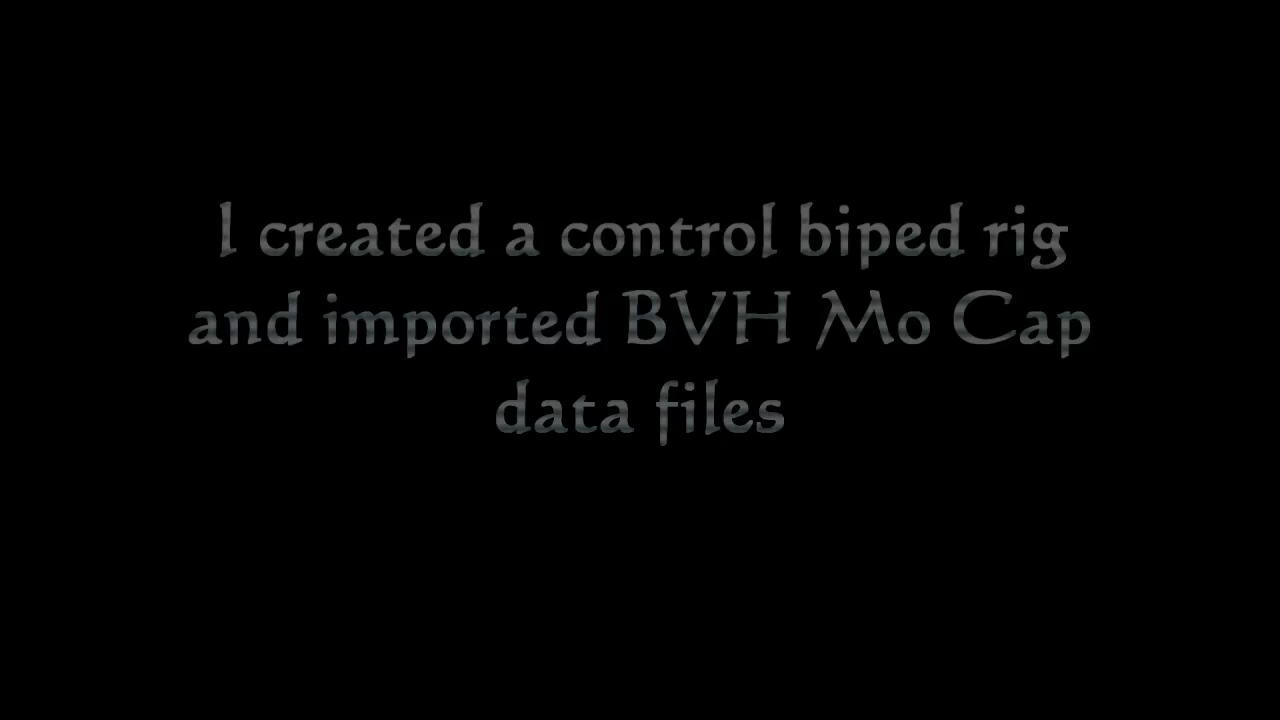 I created a control biped rig
and imported BVH Mo Cap
data files